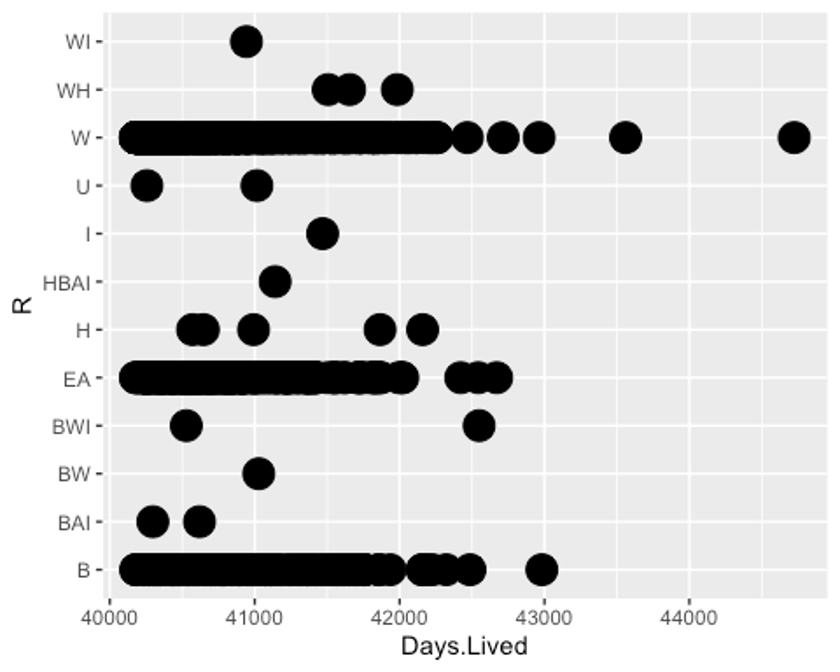 WI
WH
W
U
I
HBAI
R
H
EA
BWI
BW
BAI
B
40000 41000 42000 43000 44000
Days.Lived